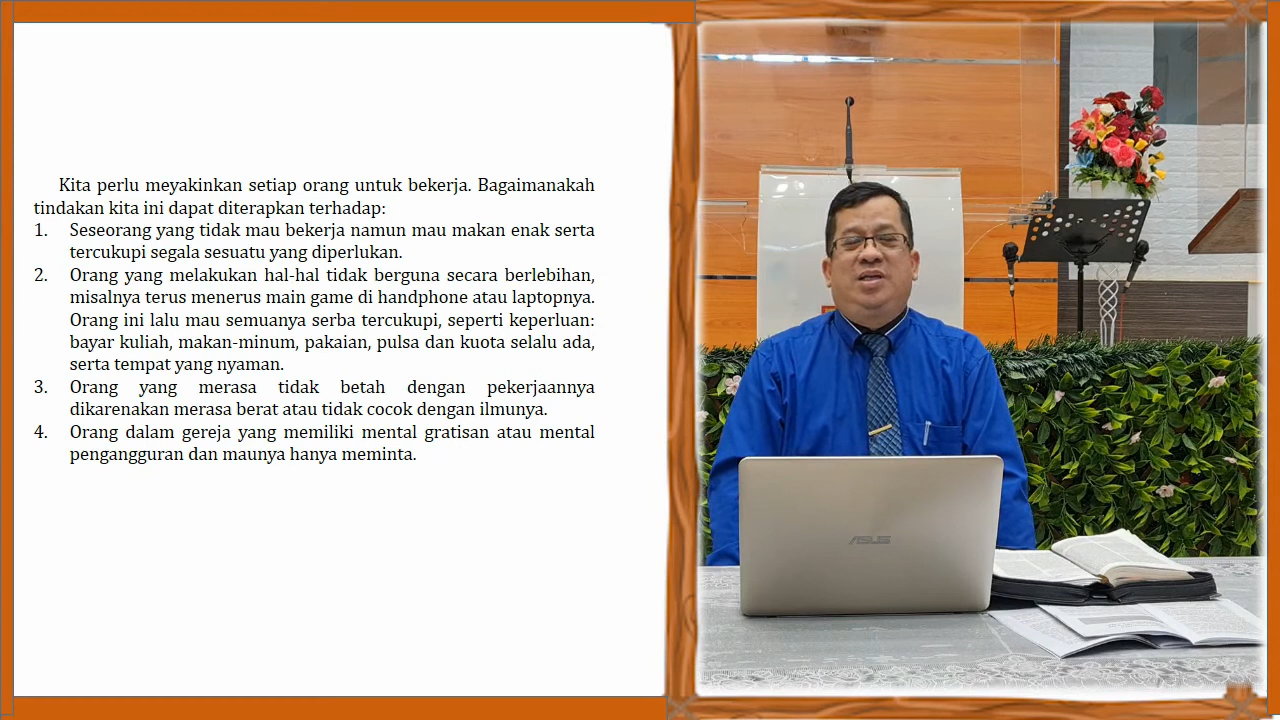 Kita perlu meyakinkan setiap orang untuk bekerja. Bagaimanakah
tindakan kita ini dapat diterapkan terhadap:
1. Seseorang yang tidak mau bekerja namun mau makan enak serta
tercukupi segala sesuatu yang diperlukan.
2. Orang yang melakukan hal-hal tidak berguna secara berlebihan,
misalnya terus menerus main game di handphone atau laptopnya.
Orang ini lalu mau semuanya serba tercukupi, seperti keperluan:
bayar kuliah, makan-minum, pakaian, pulsa dan kuota selalu ada,
serta tempat yang nyaman.
3. Orang yang merasa tidak betah dengan pekerjaannya
dikarenakan merasa berat atau tidak cocok dengan ilmunya.
4. Orang dalam gereja yang memiliki mental gratisan atau mental
pengangguran dan maunya hanya meminta.
ASUS